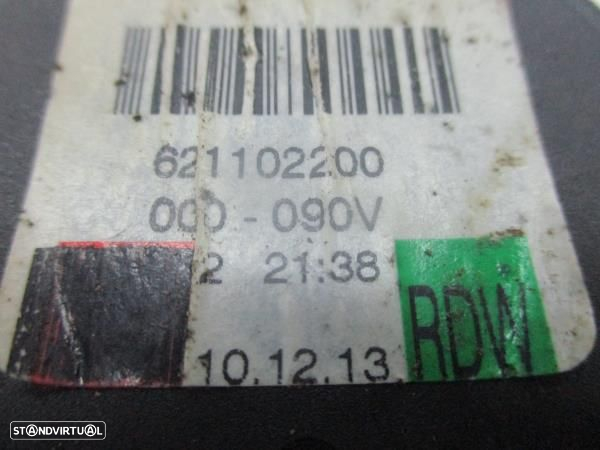 621102200
000 - 090V
2 21:38
RDW
10.12.13
STANDVIRTUAL